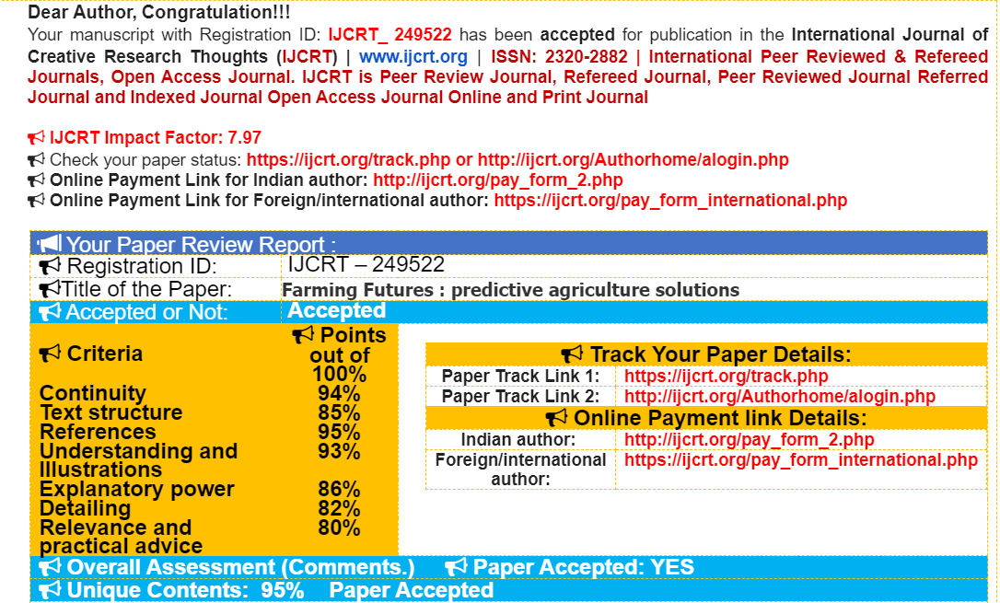 Dear Author, Congratulation!!!
Your manuscript with Registration ID: IJCRT_ 249522 has been accepted for publication in the International Journal of
Creative Research Thoughts (IJCRT) | www.ijcrt.org | ISSN: 2320-2882 | International Peer Reviewed & Refereed
Journals, Open Access Journal. IJCRT is Peer Review Journal, Refereed Journal, Peer Reviewed Journal Referred
Journal and Indexed Journal Open Access Journal Online and Print Journal
IJCRT Impact Factor: 7.97
Check your paper status: https://ijcrt.org/track.php or http://ijcrt.org/Authorhome/alogin.php
Online Payment Link for Indian author: http://ijcrt.org/pay_form_2.php
Online Payment Link for Foreign/international author: https://ijcrt.org/pay_form_international.php
Your Paper Review Report :
Registration ID: IJCRT – 249522
Title of the Paper: Farming Futures : predictive agriculture solutions
Accepted or Not: Accepted
Criteria
Points
out of
100%
Continuity 94%
Text structure 85%
References 95%
Understanding and 93%
Illustrations
Explanatory power 86%
Detailing 82%
Relevance and 80%
practical advice
Track Your Paper Details:
Paper Track Link 1: https://ijcrt.org/track.php
Paper Track Link 2: http://ijcrt.org/Authorhome/alogin.php
Online Payment link Details:
Indian author: http://ijcrt.org/pay_form_2.php
Foreign/international https://ijcrt.org/pay_form_international.php
author:
Overall Assessment (Comments.) Paper Accepted: YES
Unique Contents: 95% Paper Accepted